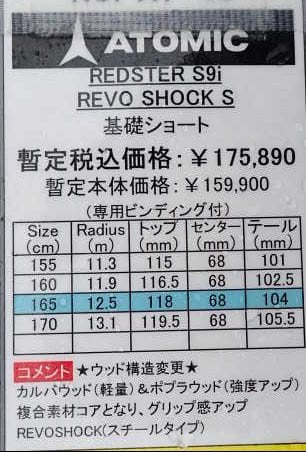 ATOMIC
REDSTER S9i
REVO SHOCK S
基礎ショート
暫定税込価格：￥175,890
暫定本体価格：￥159,900
（専用ビンディング付）
Size (cm) Radius (m) トップ (mm) センター (mm) テール (mm)
155 11.3 115 68 101
160 11.9 116.5 68 102.5
165 12.5 118 68 104
170 13.1 119.5 68 105.5
コメント ★ウッド構造変更★
カルバウッド（軽量）＆ポプラウッド（強度アップ）
複合素材コアとなり、グリップ感アップ
REVOSHOCK(スチールタイプ)